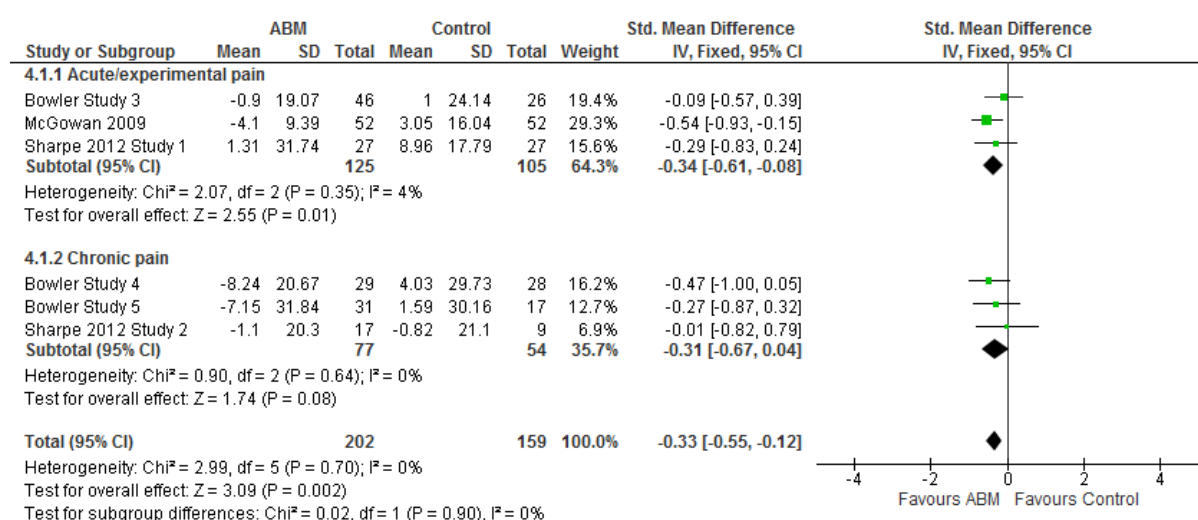 ABM Control Std. Mean Difference Std. Mean Difference
Study or Subgroup Mean SD Total Mean SD Total Weight IV, Fixed, 95% CI IV, Fixed, 95% CI
4.1.1 Acute/experimental pain
Bowler Study 3 -0.9 19.07 46 1 24.14 26 19.4% -0.09 [-0.57, 0.39]
McGowan 2009 -4.1 9.39 52 3.05 16.04 52 29.3% -0.54 [-0.93, -0.15]
Sharpe 2012 Study 1 1.31 31.74 27 8.96 17.79 27 15.6% -0.29 [-0.83, 0.24]
Subtotal (95% CI) 125 105 64.3% -0.34 [-0.61, -0.08]
Heterogeneity: Chi² = 2.07, df = 2 (P = 0.35); I² = 4%
Test for overall effect: Z = 2.55 (P = 0.01)
4.1.2 Chronic pain
Bowler Study 4 -8.24 20.67 29 4.03 29.73 28 16.2% -0.47 [-1.00, 0.05]
Bowler Study 5 -7.15 31.84 31 1.59 30.16 17 12.7% -0.27 [-0.87, 0.32]
Sharpe 2012 Study 2 -1.1 20.3 17 -0.82 21.1 9 6.9% -0.01 [-0.82, 0.79]
Subtotal (95% CI) 77 54 35.7% -0.31 [-0.67, 0.04]
Heterogeneity: Chi² = 0.90, df = 2 (P = 0.64); I² = 0%
Test for overall effect: Z = 1.74 (P = 0.08)
Total (95% CI) 202 159 100.0% -0.33 [-0.55, -0.12]
Heterogeneity: Chi² = 2.99, df = 5 (P = 0.70); I² = 0%
Test for overall effect: Z = 3.09 (P = 0.002)
Test for subgroup differences: Chi² = 0.02, df = 1 (P = 0.90), I² = 0%
-4 -2 0 2 4
Favours ABM Favours Control